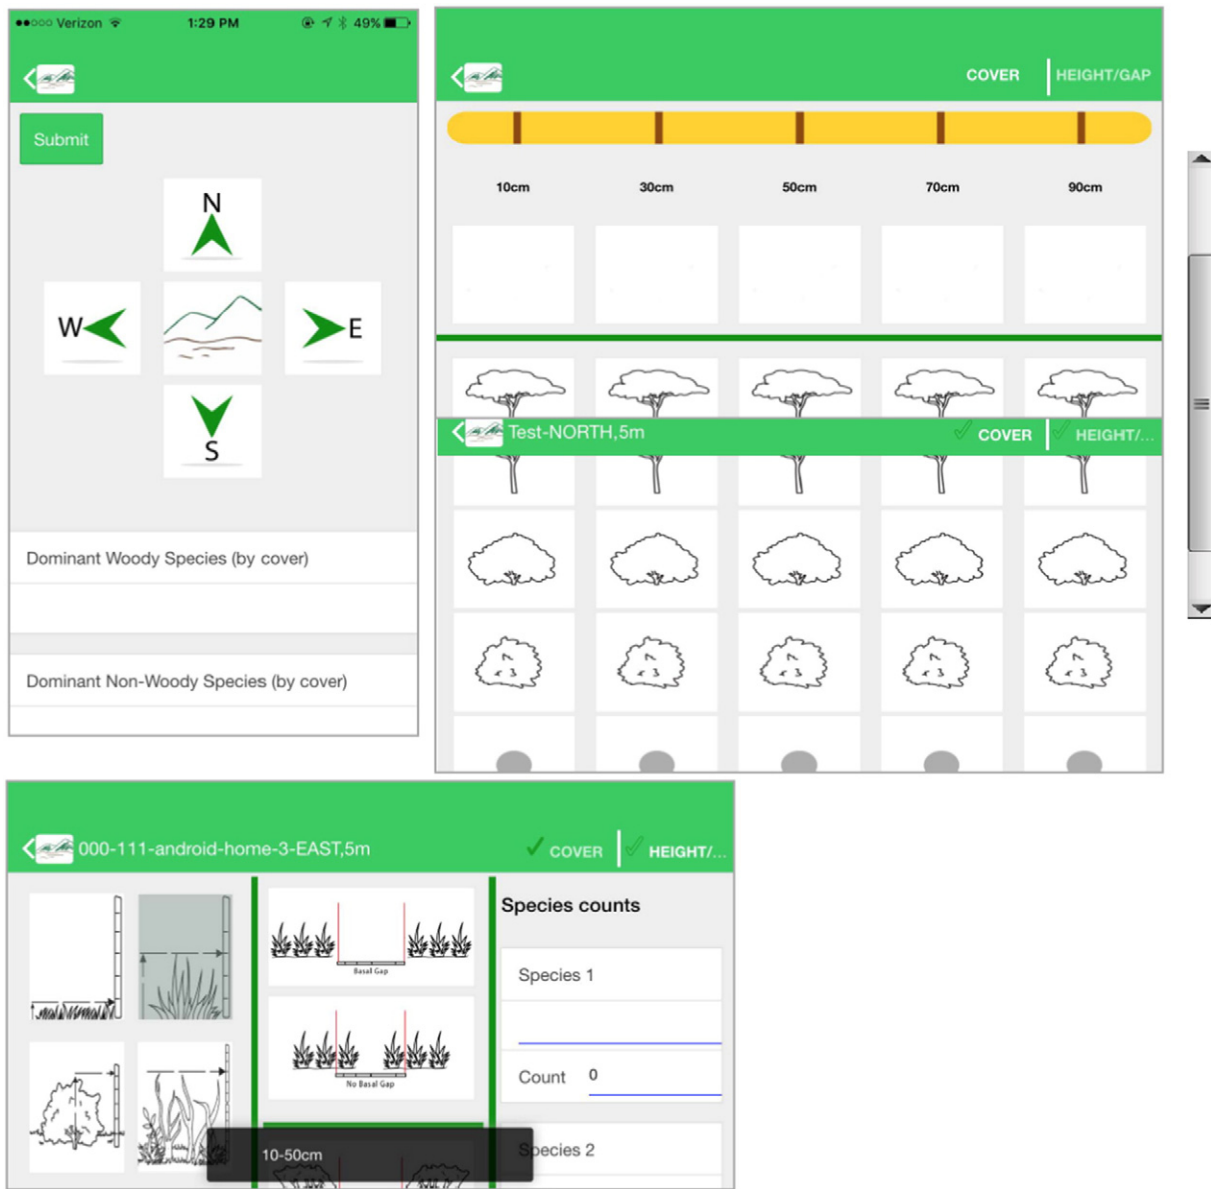 Verizon 1:29 PM 49%
Submit
N
W
E
S
Dominant Woody Species (by cover)
Dominant Non-Woody Species (by cover)
COVER HEIGHT/GAP
10cm 30cm 50cm 70cm 90cm
Test-NORTH,5m COVER HEIGHT/...
000-111-android-home-3-EAST,5m COVER HEIGHT/...
Basal Gap
No Basal Gap
10-50cm
Species counts
Species 1
Count 0
Species 2